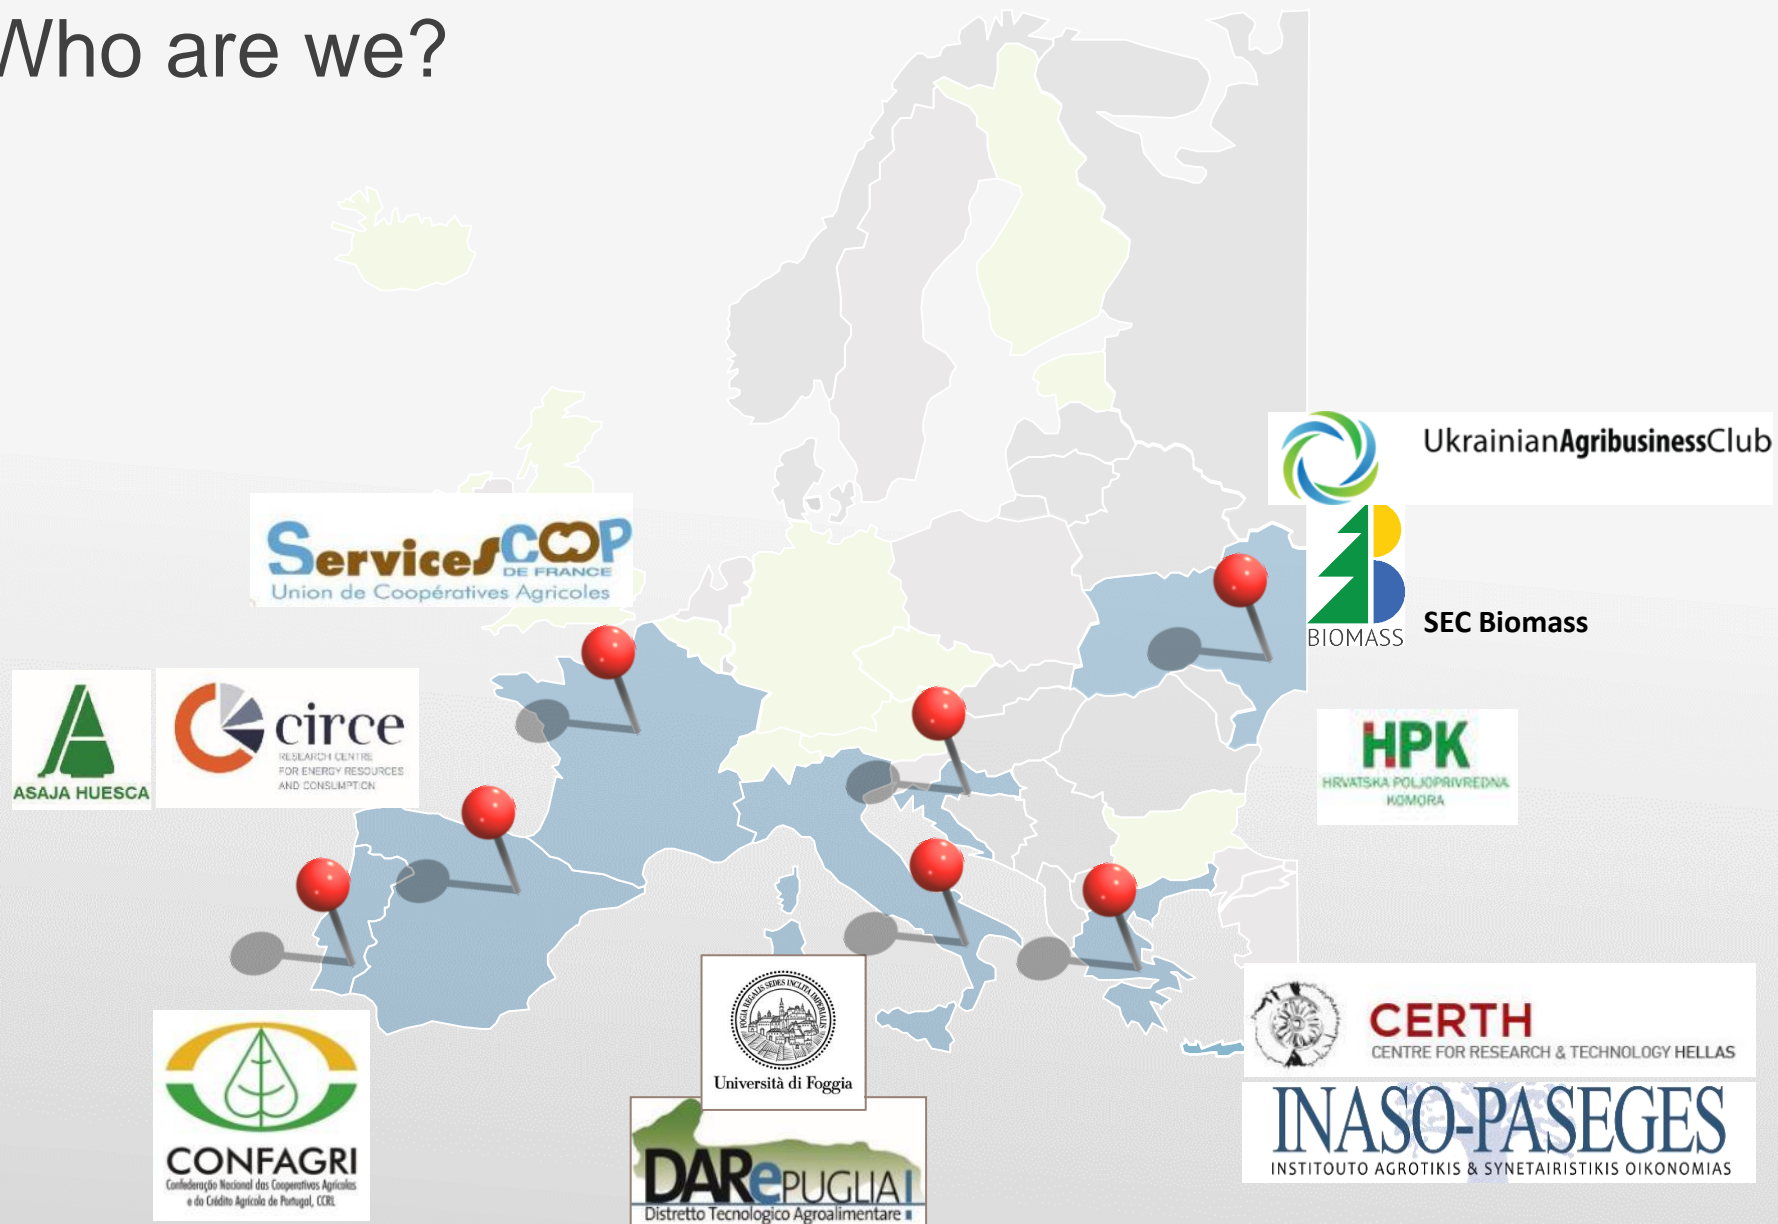 Who are we?
UkrainianAgribusinessClub
ServicesCOOP
DE FRANCE
Union de Coopératives Agricoles
BIOMASS
SEC Biomass
ASAJA HUESCA
circe
RESEARCH CENTRE
FOR ENERGY RESOURCES
AND CONSUMPTION
HPK
HRVATSKA POLJOPRIVREDNA
KOMORA
CONFAGRI
Confederação Nacional das Cooperativas Agrícolas
e do Crédito Agrícola de Portugal, CCRL
Università di Foggia
DARePUGLIA
Distretto Tecnologico Agroalimentare
CERTH
CENTRE FOR RESEARCH & TECHNOLOGY HELLAS
INASO-PASEGES
INSTITOUTO AGROTIKIS & SYNETAIRISTIKIS OIKONOMIAS